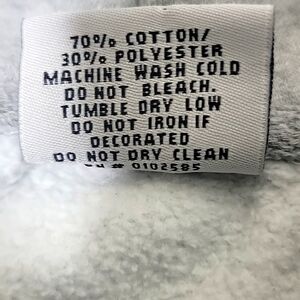 70% COTTON/
30% POLYESTER
MACHINE WASH COLD
DO NOT BLEACH.
TUMBLE DRY LOW
DO NOT IRON IF
DECORATED
DO NOT DRY CLEAN
# 0102585